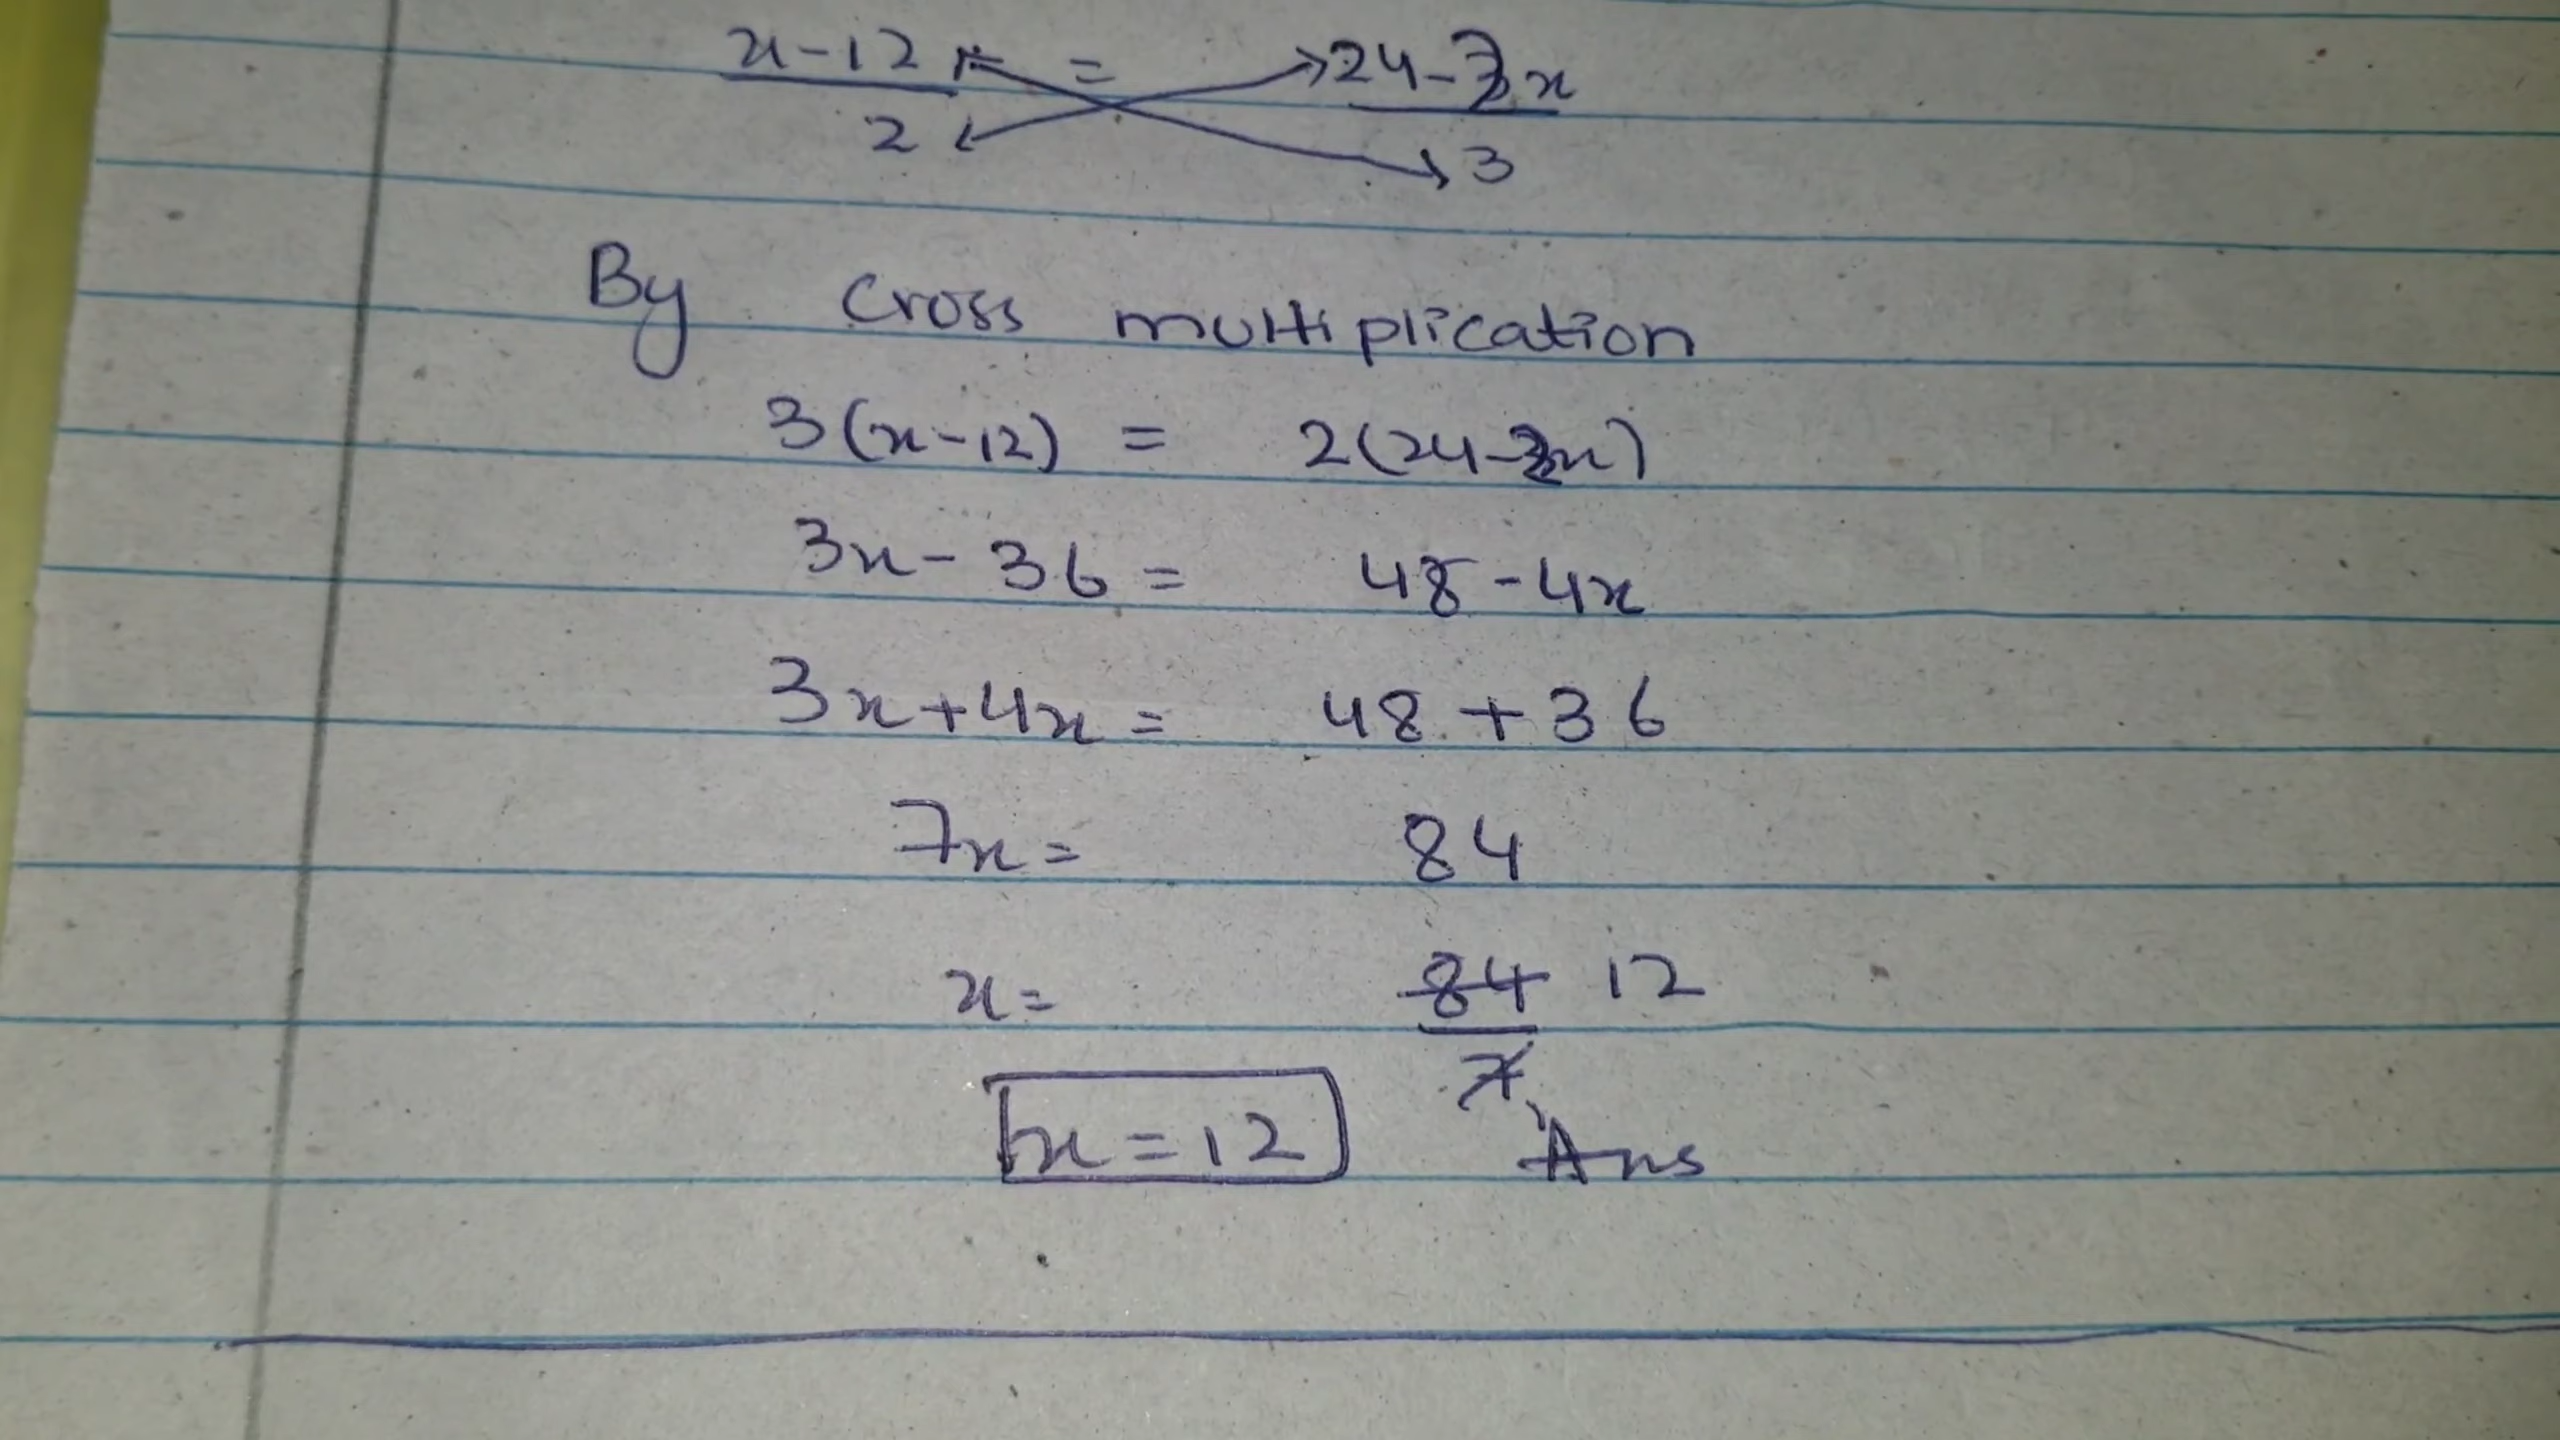 x-12 = 24-2x
2 3
By cross multiplication
3(x-12) = 2(24-2x)
3x-36 = 48-4x
3x+4x = 48+36
7x = 84
x = 84 12
7
x=12 Ans